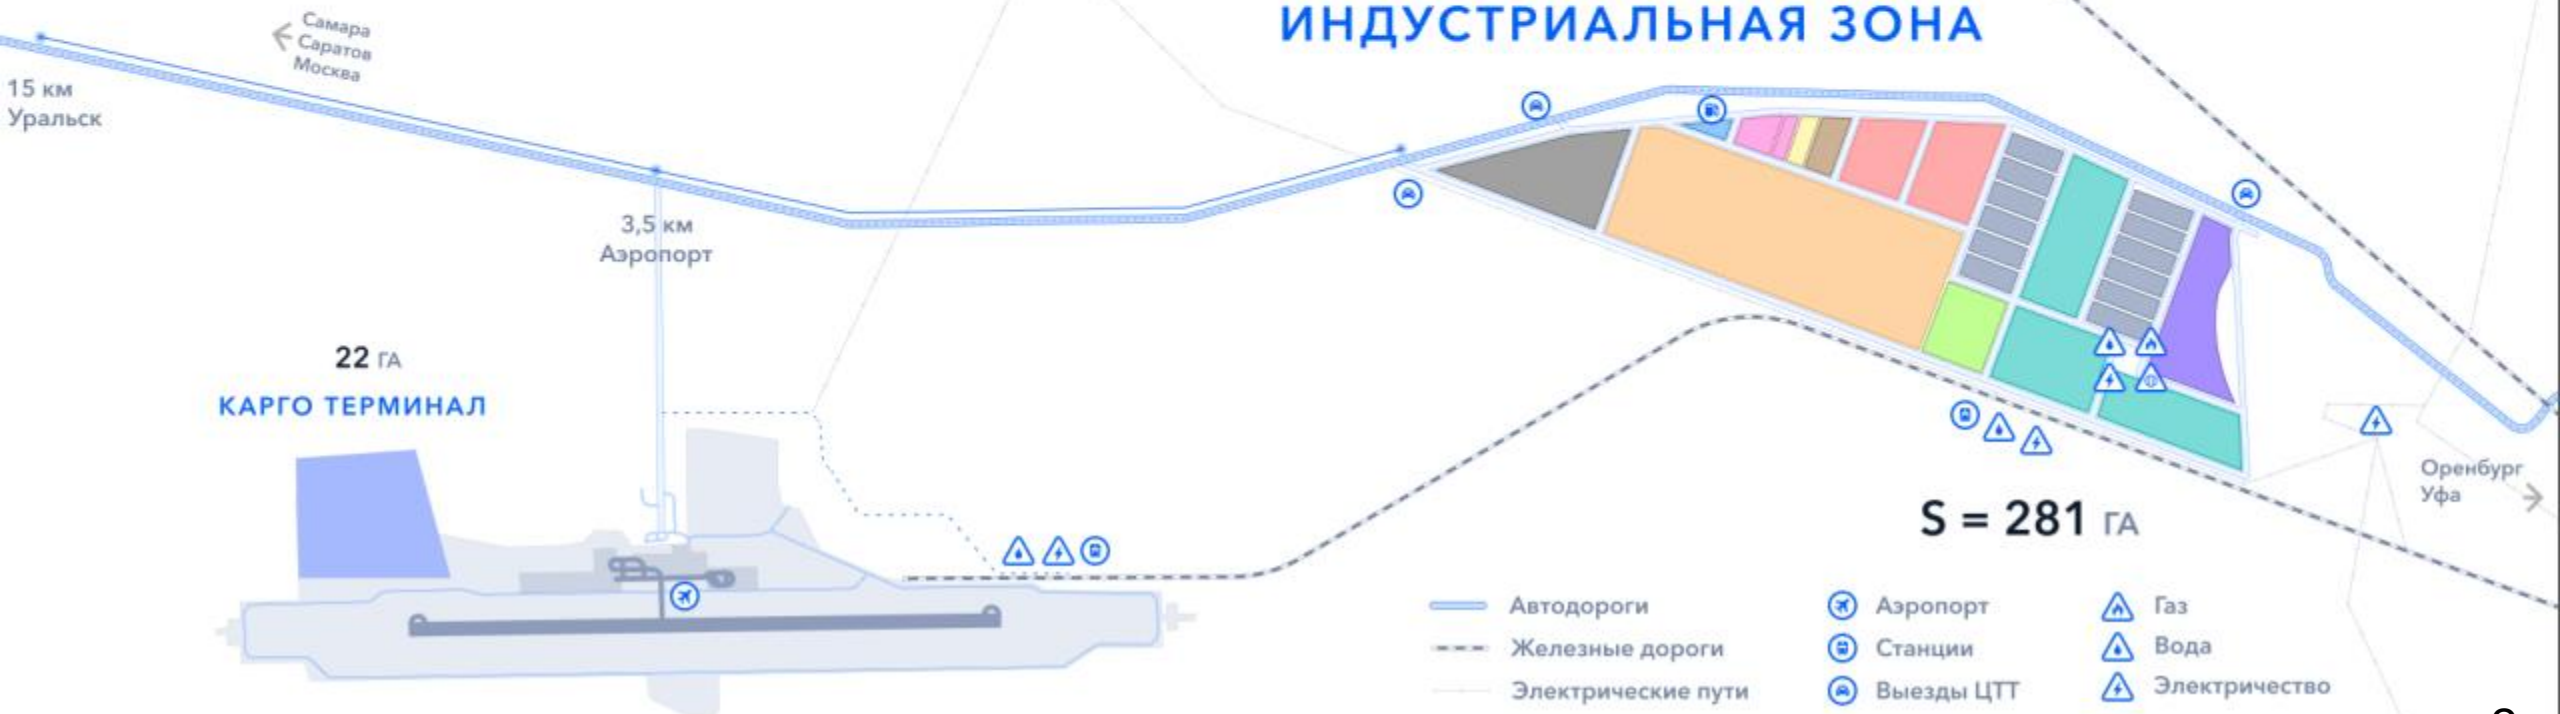 ИНДУСТРИАЛЬНАЯ ЗОНА
Самара
Саратов
Москва
15 км
Уральск
3,5 км
Аэропорт
22 ГА
КАРГО ТЕРМИНАЛ
Оренбург
Уфа
S = 281 ГА
Автодороги
Железные дороги
Электрические пути
Аэропорт
Станции
Выезды ЦТТ
Газ
Вода
Электричество